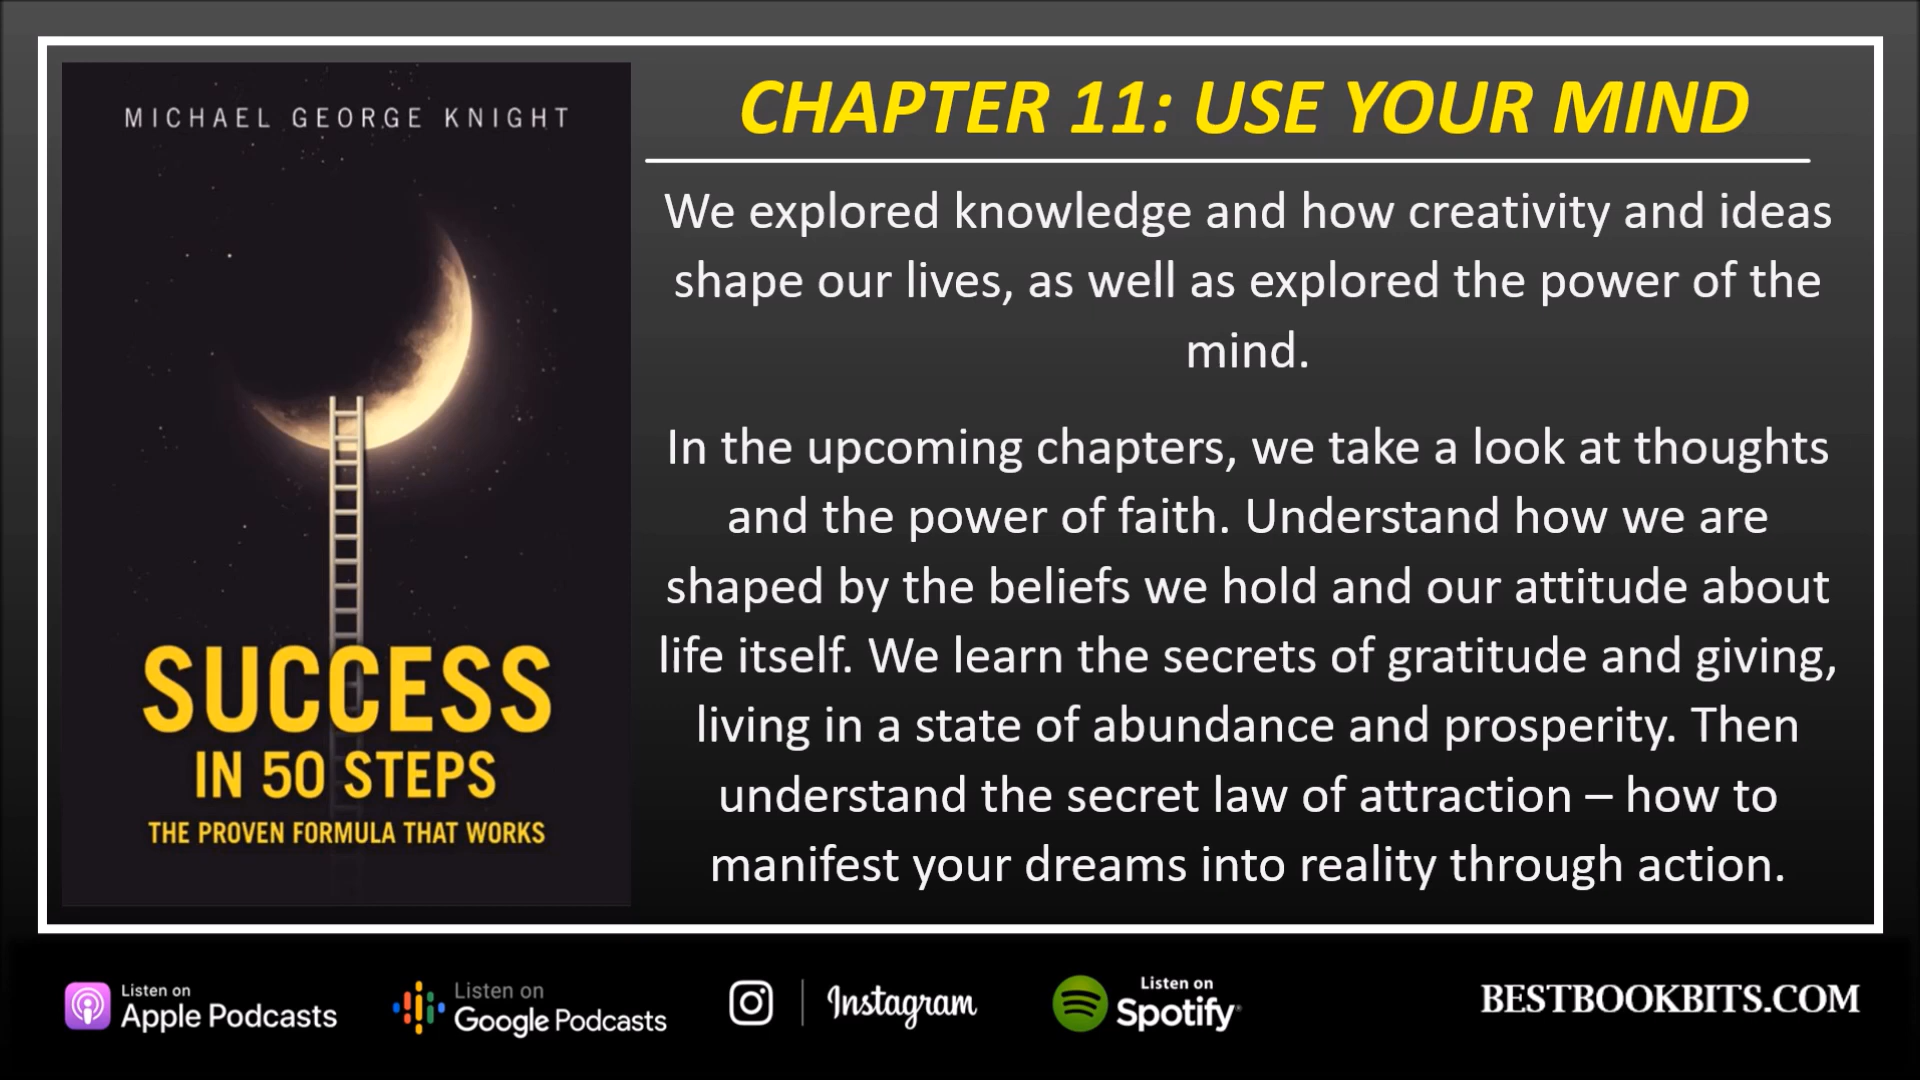 MICHAEL GEORGE KNIGHT
SUCCESS
IN 50 STEPS
THE PROVEN FORMULA THAT WORKS
CHAPTER 11: USE YOUR MIND
We explored knowledge and how creativity and ideas
shape our lives, as well as explored the power of the
mind.
In the upcoming chapters, we take a look at thoughts
and the power of faith. Understand how we are
shaped by the beliefs we hold and our attitude about
life itself. We learn the secrets of gratitude and giving,
living in a state of abundance and prosperity. Then
understand the secret law of attraction – how to
manifest your dreams into reality through action.
Listen on
Apple Podcasts
Listen on
Google Podcasts
Instagram
Listen on
Spotify
BESTBOOKBITS.COM